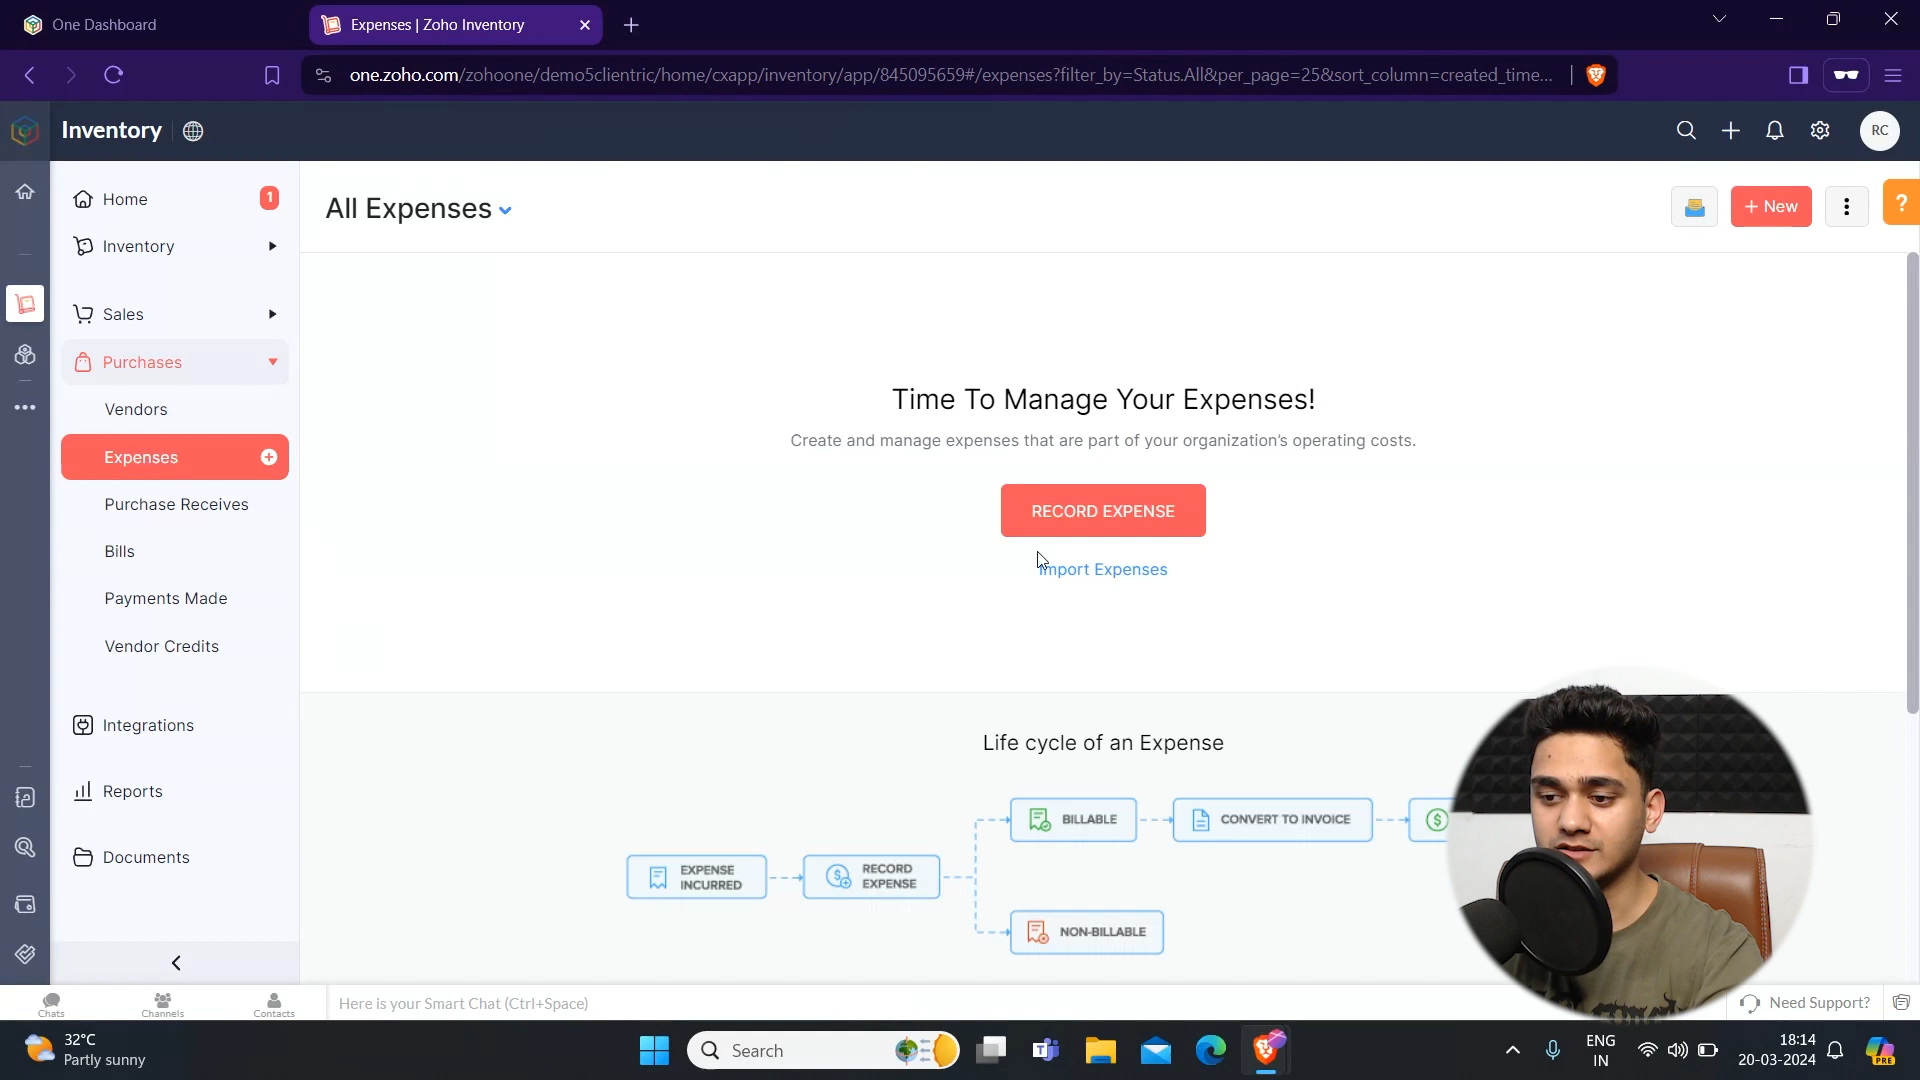 One Dashboard
Expenses | Zoho Inventory
one.zoho.com/zohoone/demo5clientric/home/cxapp/inventory/app/845095659#/expenses?filter_by=Status.All&per_page=25&sort_column=created_time...
Inventory
RC
Home
1
Inventory
Sales
Purchases
Vendors
Expenses
Purchase Receives
Bills
Payments Made
Vendor Credits
Integrations
Reports
Documents
All Expenses
+ New
?
Time To Manage Your Expenses!
Create and manage expenses that are part of your organization's operating costs.
RECORD EXPENSE
Import Expenses
Life cycle of an Expense
EXPENSE
INCURRED
RECORD
EXPENSE
BILLABLE
CONVERT TO INVOICE
NON-BILLABLE
Chats
Channels
Contacts
Here is your Smart Chat (Ctrl+Space)
Need Support?
32°C
Partly sunny
Search
ENG
IN
18:14
20-03-2024
PRE